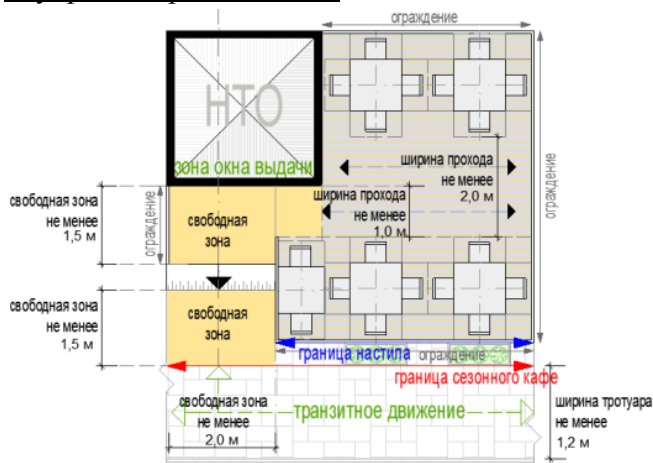 ограждение
НТО
зона окна выдачи
свободная зона
не менее
1,5 м
ограждение
свободная
зона
ширина прохода
не менее
2,0 м
ширина прохода
не менее
1,0 м
ограждение
свободная зона
не менее
1,5 м
свободная
зона
граница настила
ограждение
граница сезонного кафе
свободная зона
не менее
2,0 м
транзитное движение
ширина тротуара
не менее
1,2 м